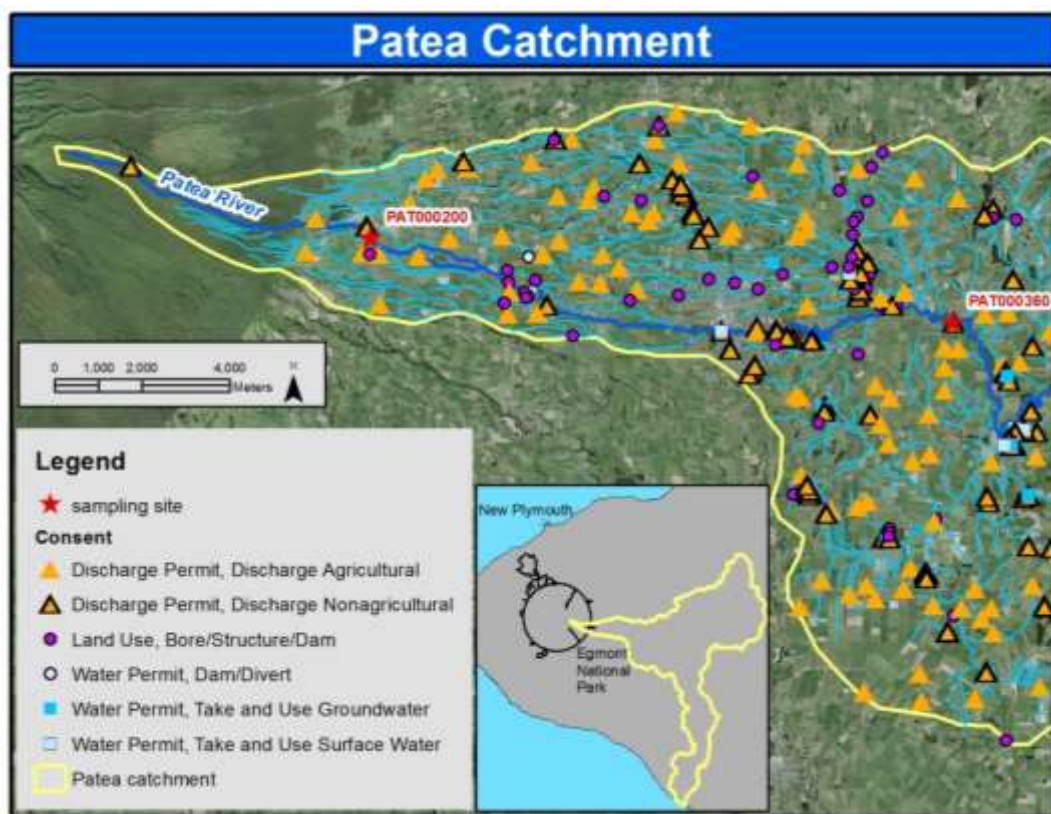 Patea Catchment
Patea River
PAT000200
PAT000360
0 1,000 2,000 4,000
Meters
N
Legend
sampling site
Consent
Discharge Permit, Discharge Agricultural
Discharge Permit, Discharge Nonagricultural
Land Use, Bore/Structure/Dam
Water Permit, Dam/Divert
Water Permit, Take and Use Groundwater
Water Permit, Take and Use Surface Water
Patea catchment
New Plymouth
Egmont
National
Park